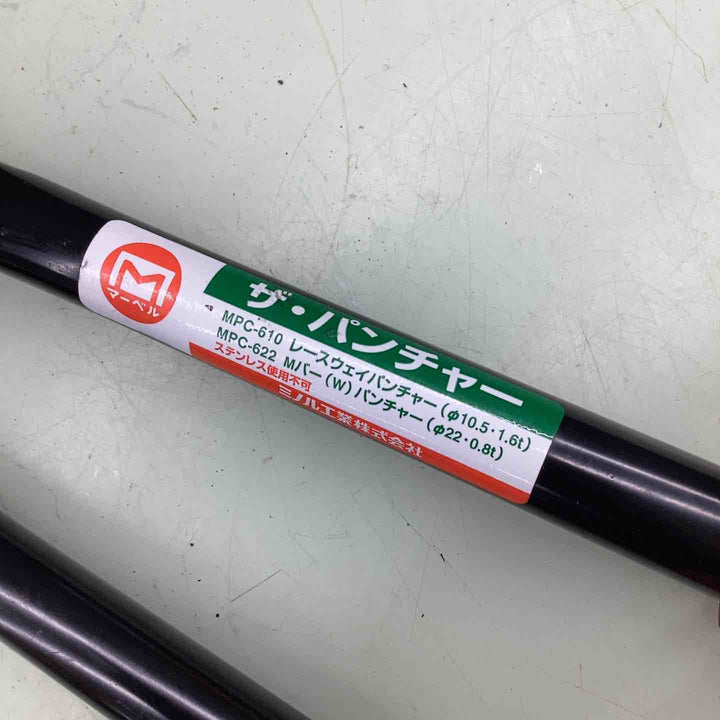 M
マーベル
ザ・パンチャー
MPC-610 レースウェイパンチャー(φ10.5・1.6t)
MPC-622 Mバー(W)パンチャー(φ22・0.8t)
ステンレス使用不可
ミノル工業株式会社